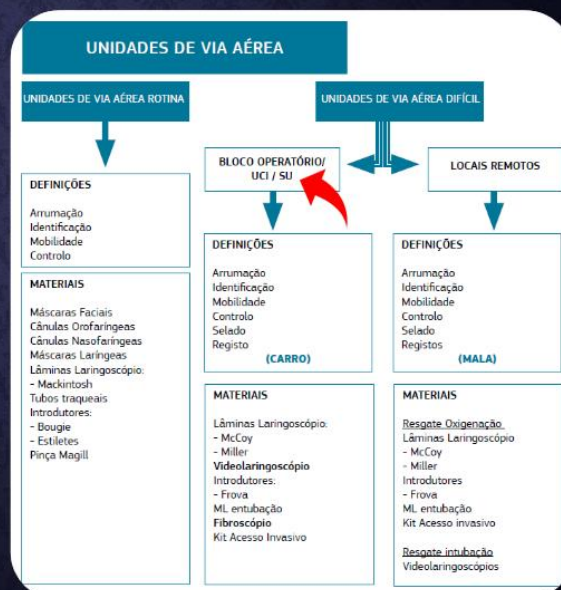 UNIDADES DE VIA AÉREA
UNIDADES DE VIA AÉREA ROTINA
DEFINIÇÕES
Arrumação
Identificação
Mobilidade
Controlo
MATERIAIS
Máscaras Faciais
Cânulas Orofaríngeas
Cânulas Nasofaríngeas
Máscaras Laríngeas
Lâminas Laringoscópio:
- Mackintosh
Tubos traqueais
Introdutores:
- Bougie
- Estiletes
Pinça Magill
UNIDADES DE VIA AÉREA DIFÍCIL
BLOCO OPERATÓRIO/
UCI / SU
DEFINIÇÕES
Arrumação
Identificação
Mobilidade
Controlo
Selado
Registo
(CARRO)
MATERIAIS
Lâminas Laringoscópio:
- McCoy
- Miller
Videolaringoscópio
Introdutores:
- Frova
ML entubação
Fibroscópio
Kit Acesso Invasivo
LOCAIS REMOTOS
DEFINIÇÕES
Arrumação
Identificação
Mobilidade
Controlo
Selado
Registos
(MALA)
MATERIAIS
Resgate Oxigenação
Lâminas Laringoscópio
- McCoy
- Miller
Introdutores
- Frova
ML entubação
Kit Acesso invasivo
Resgate intubação
Videolaringoscópios